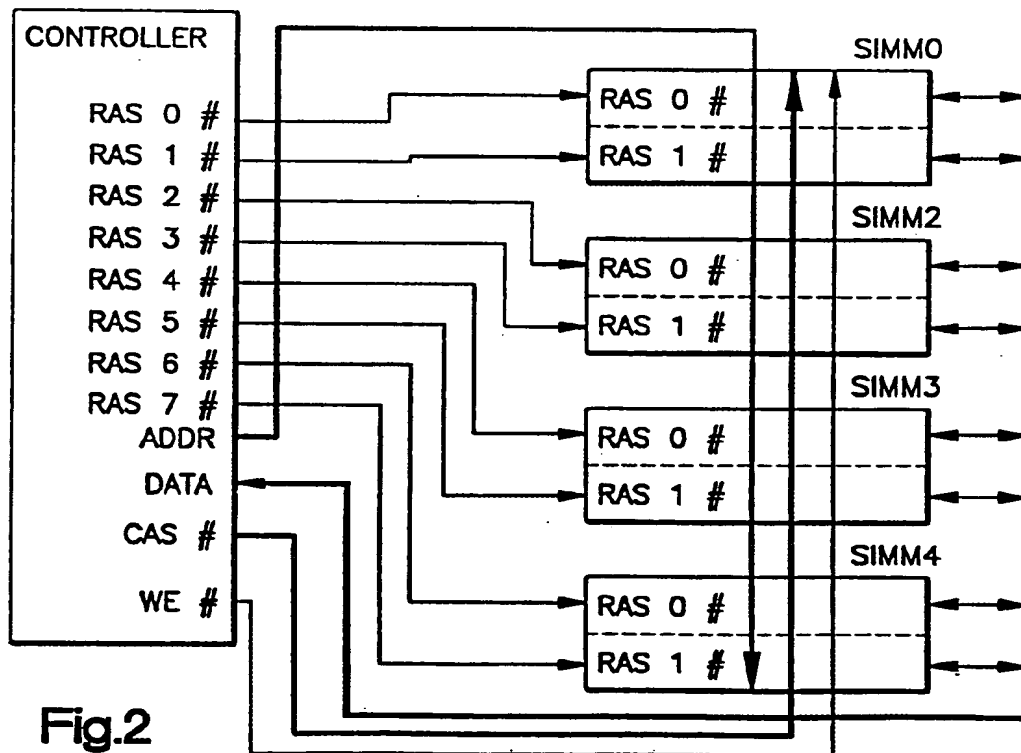 CONTROLLER
RAS 0 #
RAS 1 #
RAS 2 #
RAS 3 #
RAS 4 #
RAS 5 #
RAS 6 #
RAS 7 #
ADDR
DATA
CAS #
WE #
SIMM0
RAS 0 #
RAS 1 #
SIMM2
RAS 0 #
RAS 1 #
SIMM3
RAS 0 #
RAS 1 #
SIMM4
RAS 0 #
RAS 1 #
Fig.2